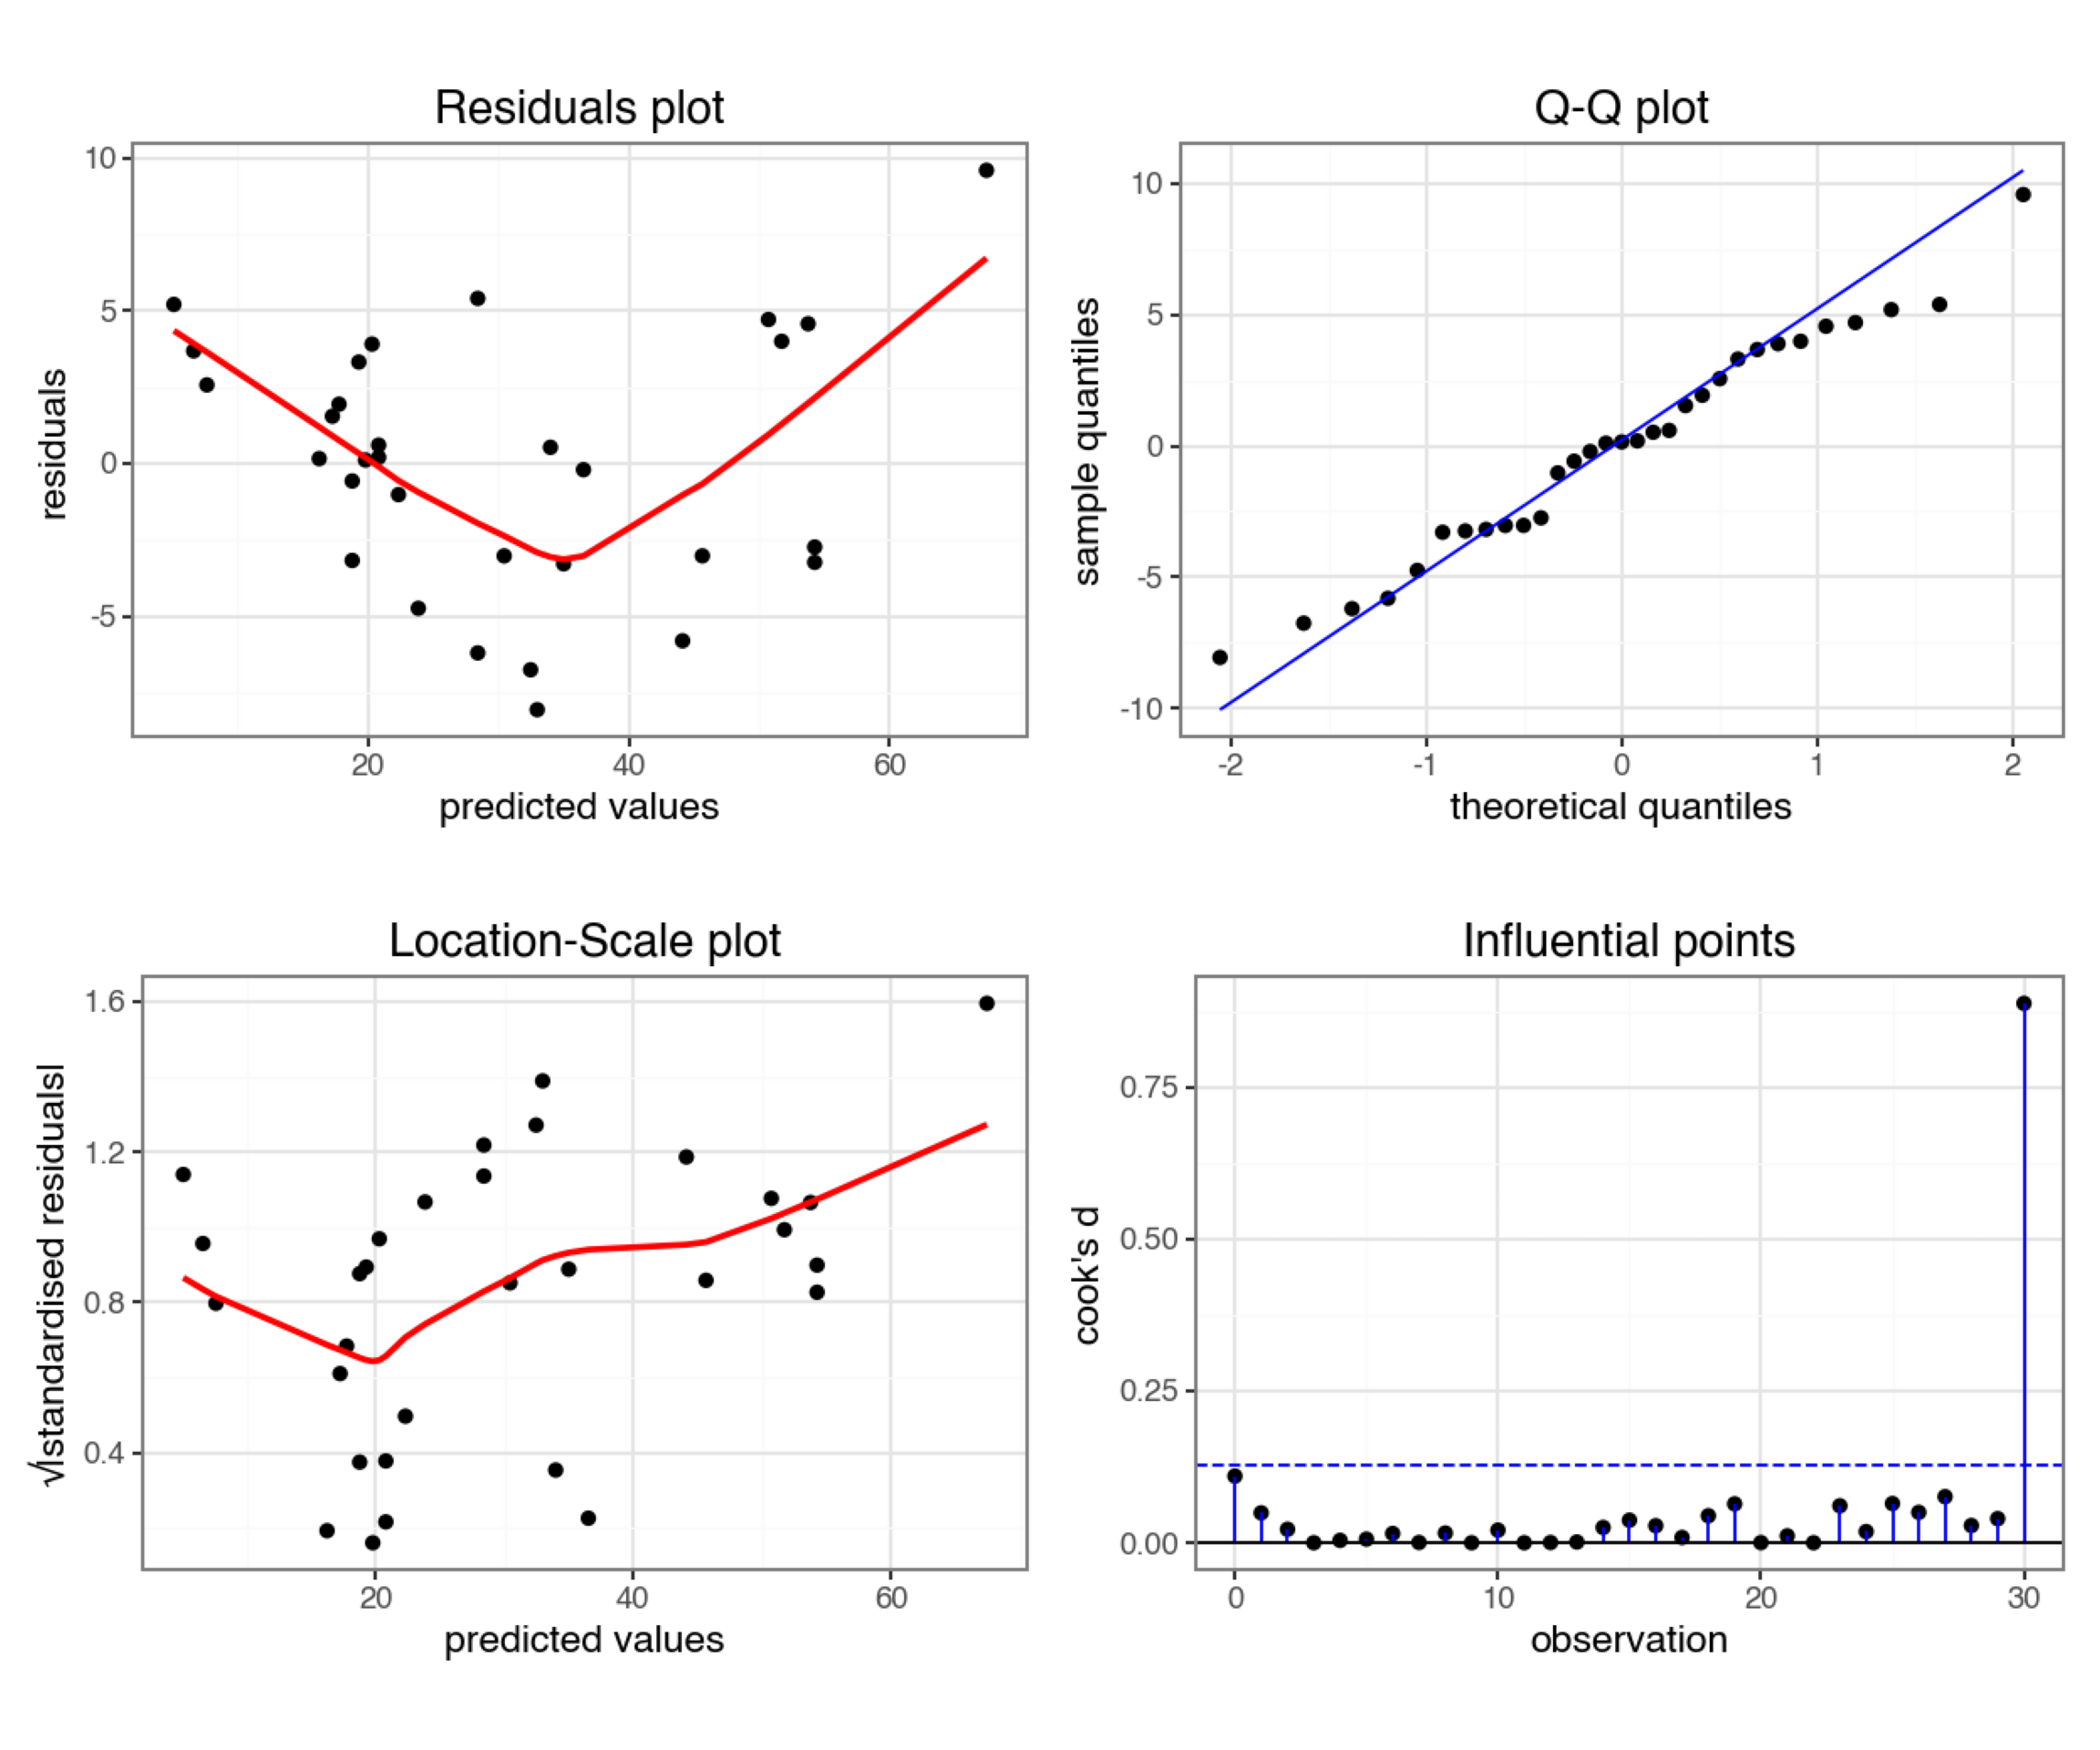 Residuals plot
10
5
0
-5
residuals
20 40 60
predicted values
Q-Q plot
10
5
0
-5
-10
sample quantiles
-2 -1 0 1 2
theoretical quantiles
Location-Scale plot
1.6
1.2
0.8
0.4
√|standardised residuals|
20 40 60
predicted values
Influential points
0.75
0.50
0.25
0.00
cook's d
0 10 20 30
observation